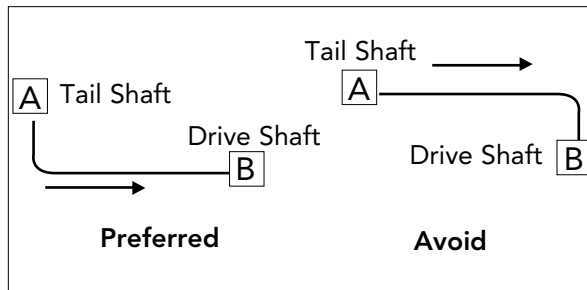 A Tail Shaft
Drive Shaft
B
Preferred
Tail Shaft
A
Drive Shaft B
Avoid